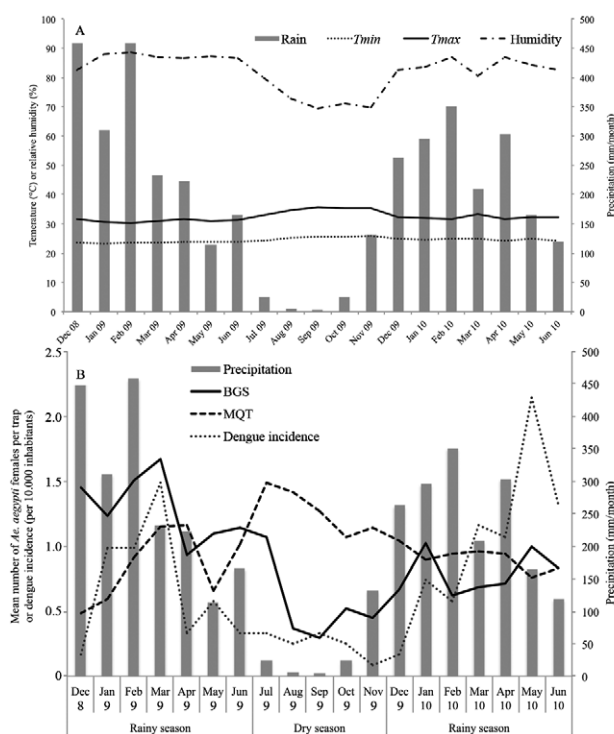 A
Rain Tmin Tmax Humidity
Temerature (°C) or relative humidity (%)
100
90
80
70
60
50
40
30
20
10
0
500
450
400
350
300
250
200
150
100
50
0
Precipitation (mm/month)
Dec 08 Jan 09 Feb 09 Mar 09 Apr 09 May 09 Jun 09 Jul 09 Aug 09 Sep 09 Oct 09 Nov 09 Dec 09 Jan 10 Feb 10 Mar 10 Apr 10 May 10 Jun 10
B
Precipitation
BGS
MQT
Dengue incidence
Mean number of Ae. aegypti females per trap
or dengue incidence (per 10.000 inhabitants)
2.5
2.0
1.5
1.0
0.5
0
500
450
400
350
300
250
200
150
100
50
0
Precipitation (mm/month)
Dec Jan Feb Mar Apr May Jun Jul Aug Sep Oct Nov Dec Jan Feb Mar Apr May Jun
8 9 9 9 9 9 9 9 9 9 9 9 9 10 10 10 10 10 10
Rainy season Dry season Rainy season